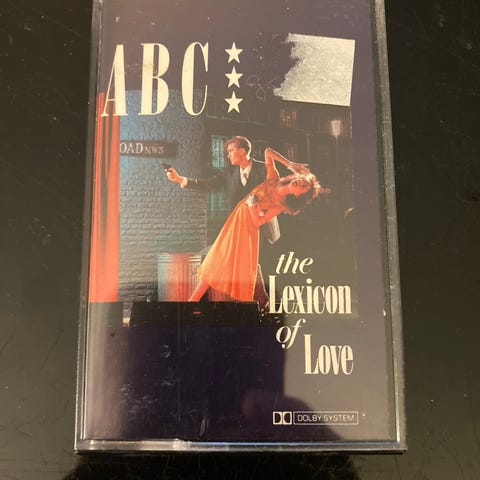 ABC
OAD NW3
the
Lexicon
of
Love
DOLBY SYSTEM